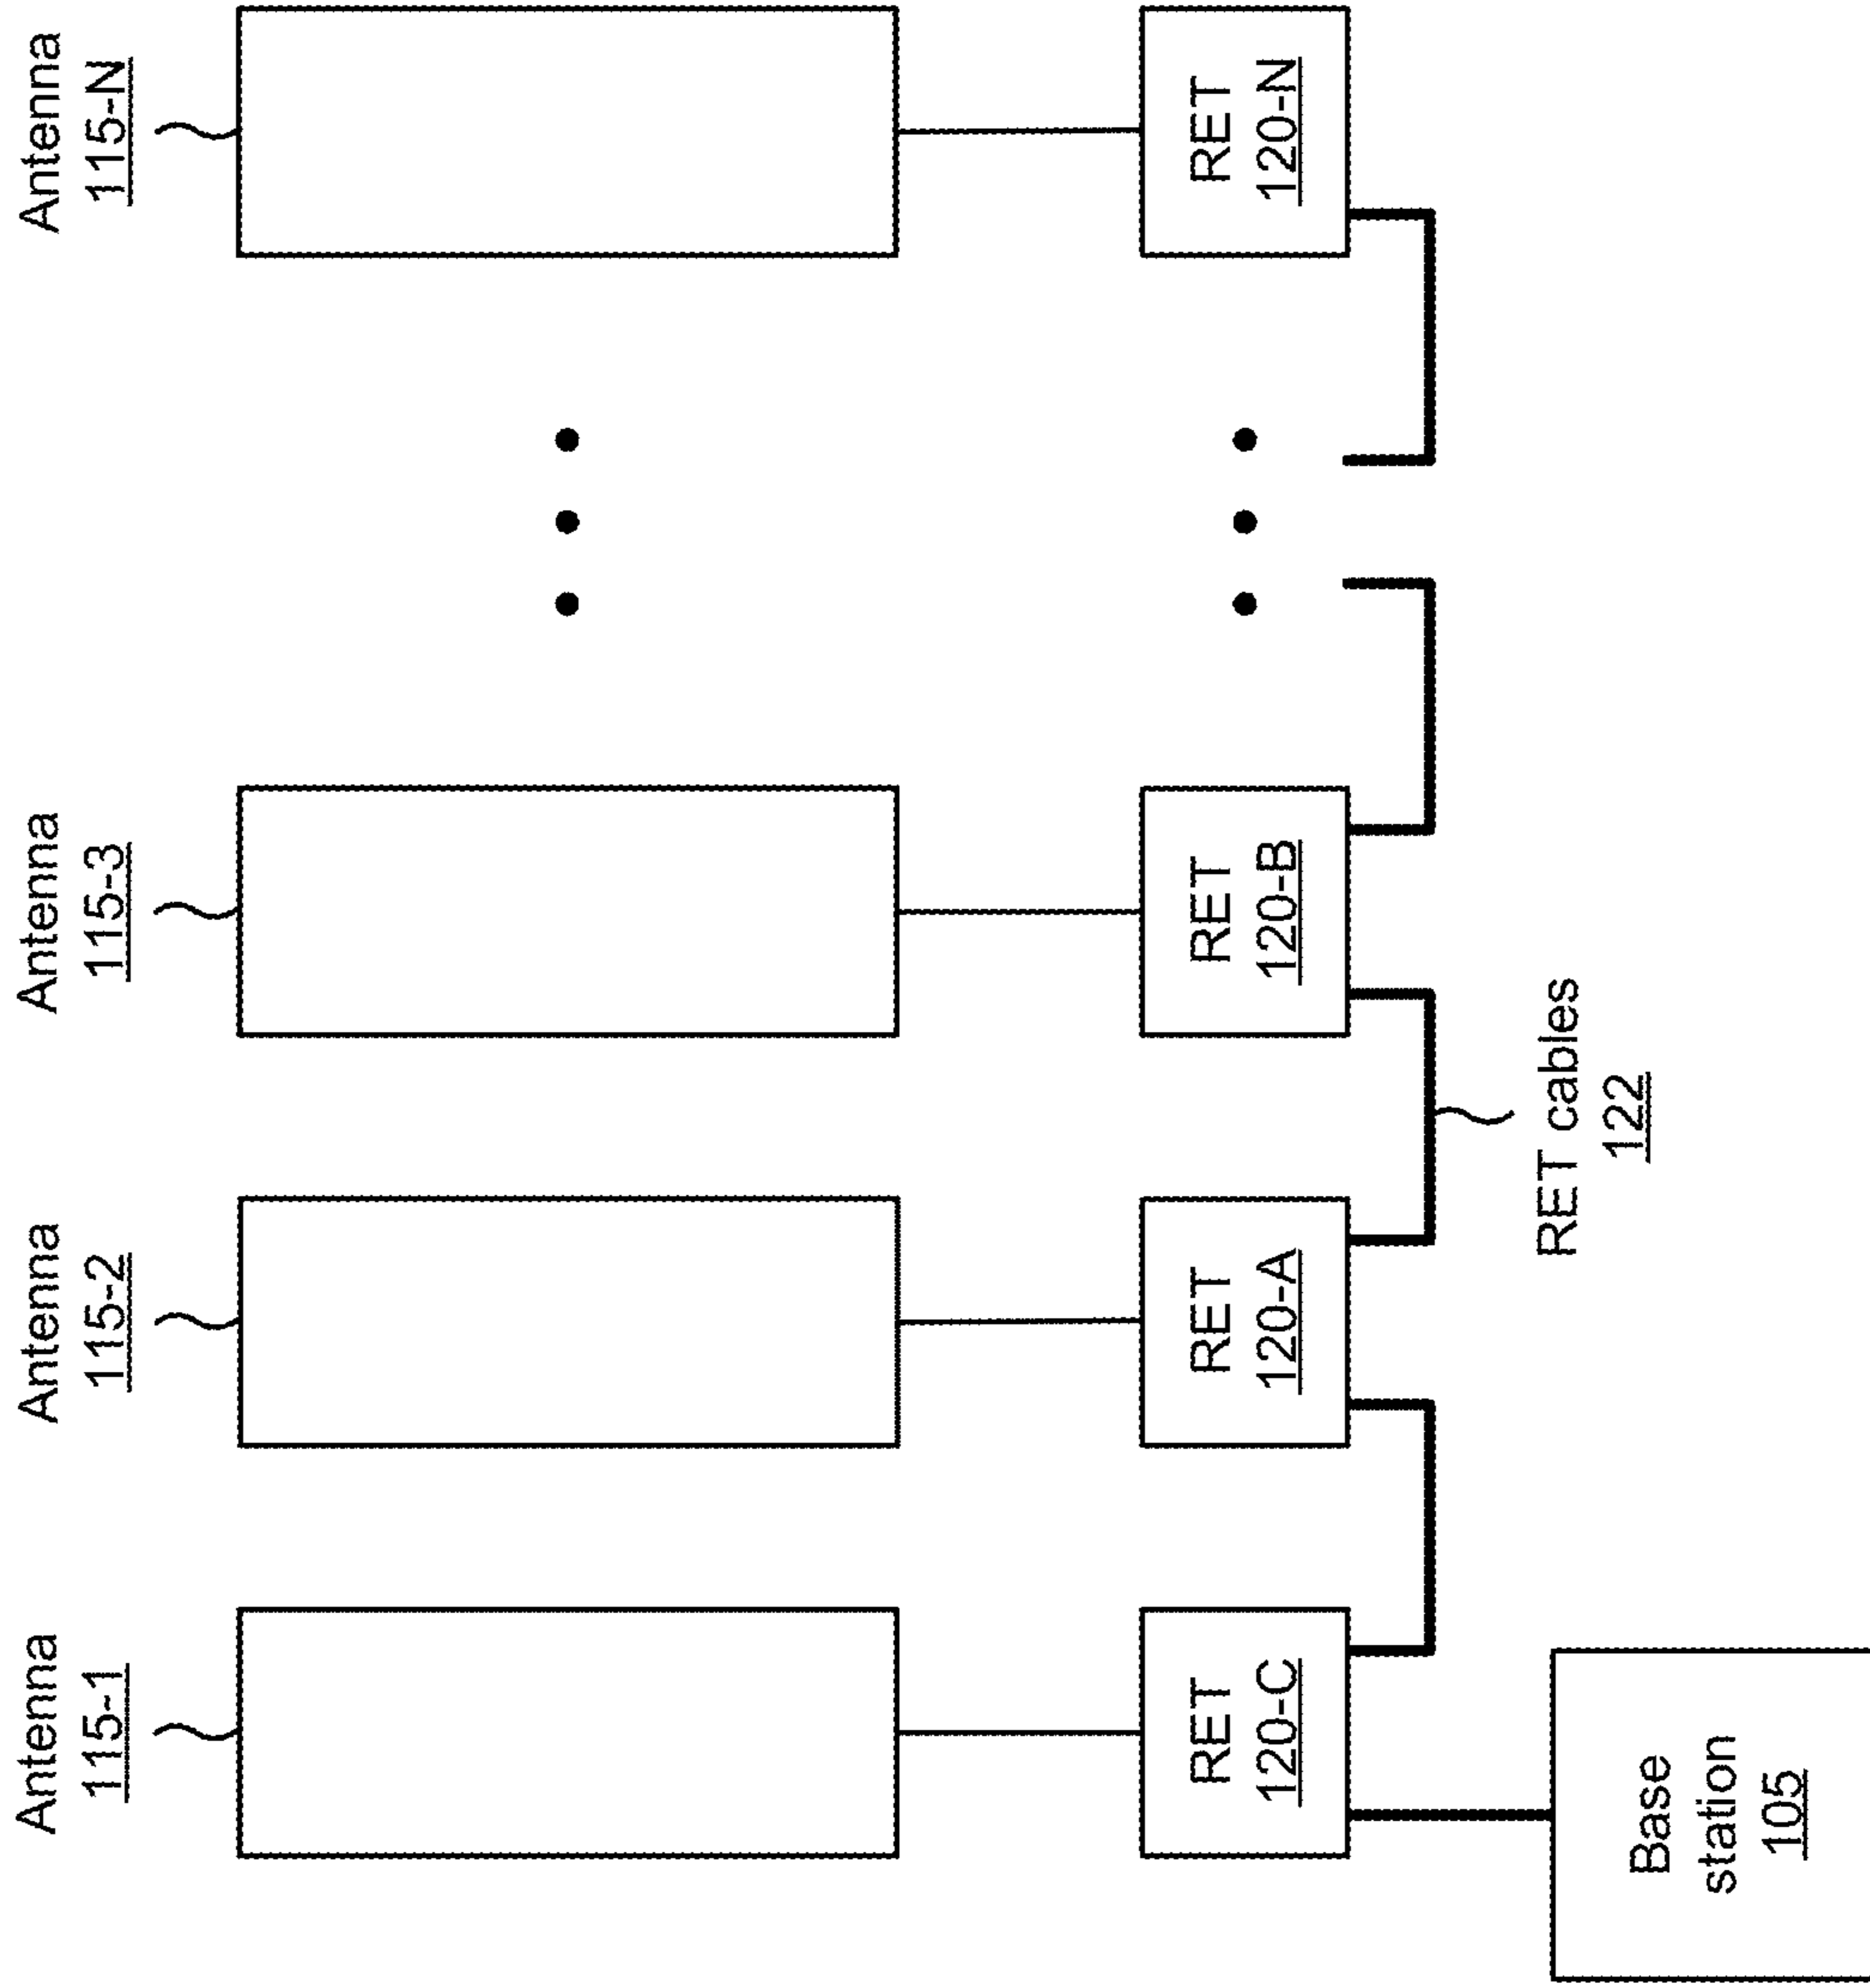 Antenna
115-1
Antenna
115-2
Antenna
115-3
Antenna
115-N
RET
120-C
RET
120-A
RET
120-B
RET
120-N
RET cables
122
Base
station
105